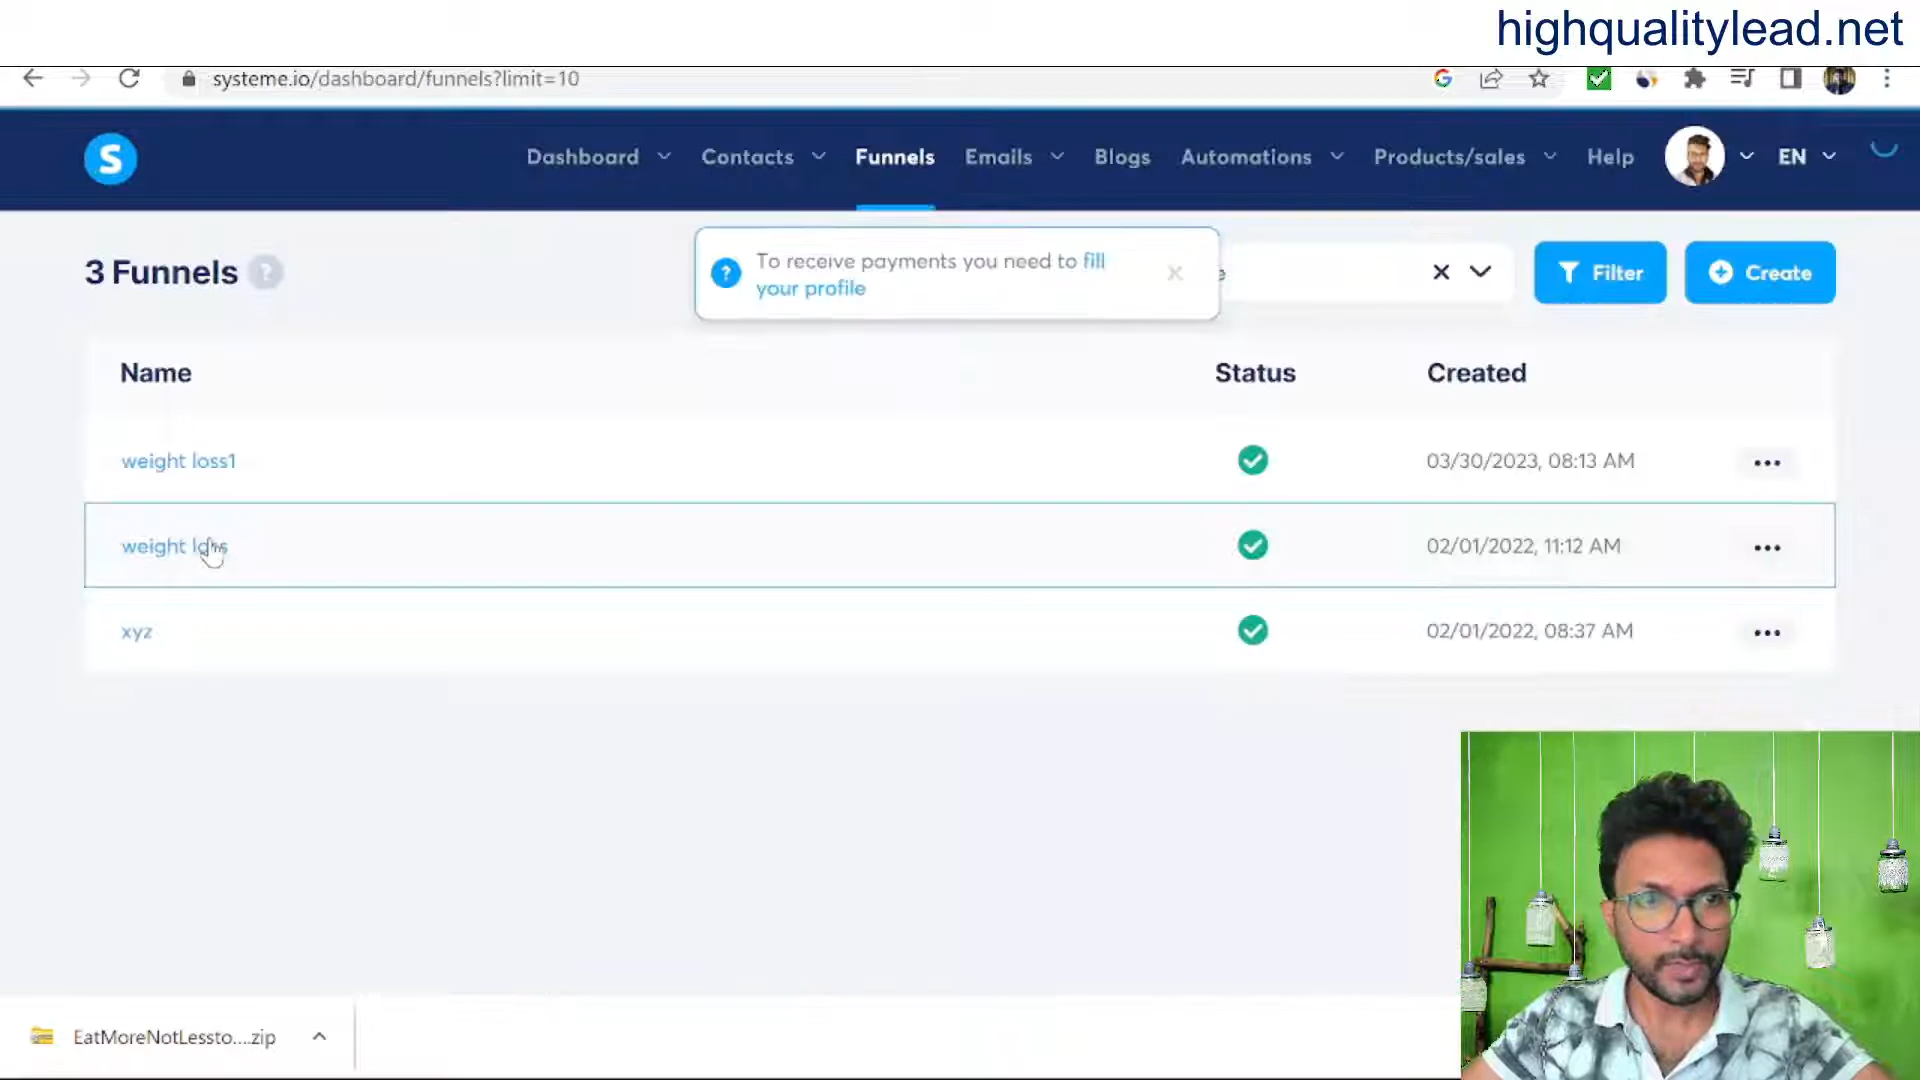 highqualitylead.net
systeme.io/dashboard/funnels?limit=10
S
Dashboard
Contacts
Funnels
Emails
Blogs
Automations
Products/sales
Help
EN
3 Funnels
?
?
To receive payments you need to fill
your profile
Filter
Create
Name
Status
Created
weight loss1
03/30/2023, 08:13 AM
weight loss
02/01/2022, 11:12 AM
xyz
02/01/2022, 08:37 AM
EatMoreNotLessto....zip